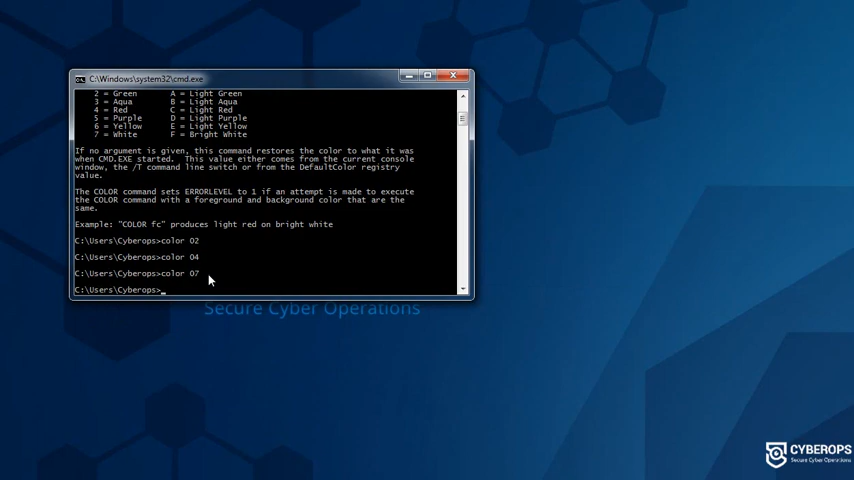 C:\Windows\system32\cmd.exe
2 = Green A = Light Green
3 = Aqua B = Light Aqua
4 = Red C = Light Red
5 = Purple D = Light Purple
6 = Yellow E = Light Yellow
7 = White F = Bright White
If no argument is given, this command restores the color to what it was
when CMD.EXE started. This value either comes from the current console
window, the /T command line switch or from the DefaultColor registry
value.
The COLOR command sets ERRORLEVEL to 1 if an attempt is made to execute
the COLOR command with a foreground and background color that are the
same.
Example: "COLOR fc" produces light red on bright white
C:\Users\Cyberops>color 02
C:\Users\Cyberops>color 04
C:\Users\Cyberops>color 07
C:\Users\Cyberops>_
Secure Cyber Operations
CYBEROPS
Secure Cyber Operations